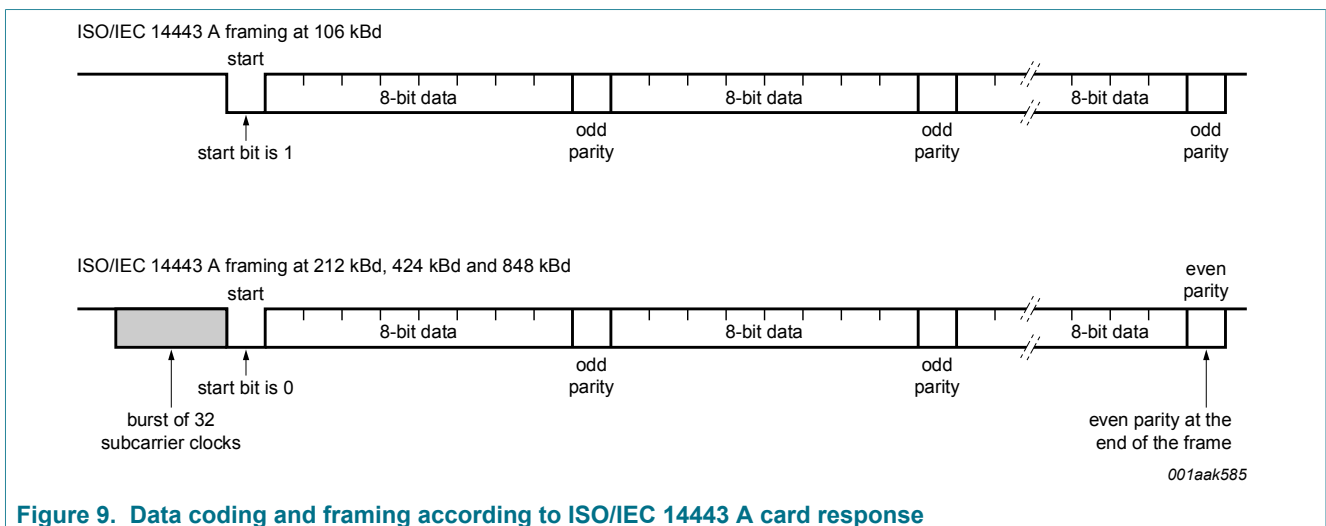 ISO/IEC 14443 A framing at 106 kBd
start
8-bit data
8-bit data
8-bit data
start bit is 1
odd
parity
odd
parity
odd
parity
ISO/IEC 14443 A framing at 212 kBd, 424 kBd and 848 kBd
start
even
parity
8-bit data
8-bit data
8-bit data
start bit is 0
odd
parity
odd
parity
burst of 32
subcarrier clocks
even parity at the
end of the frame
001aak585
Figure 9. Data coding and framing according to ISO/IEC 14443 A card response